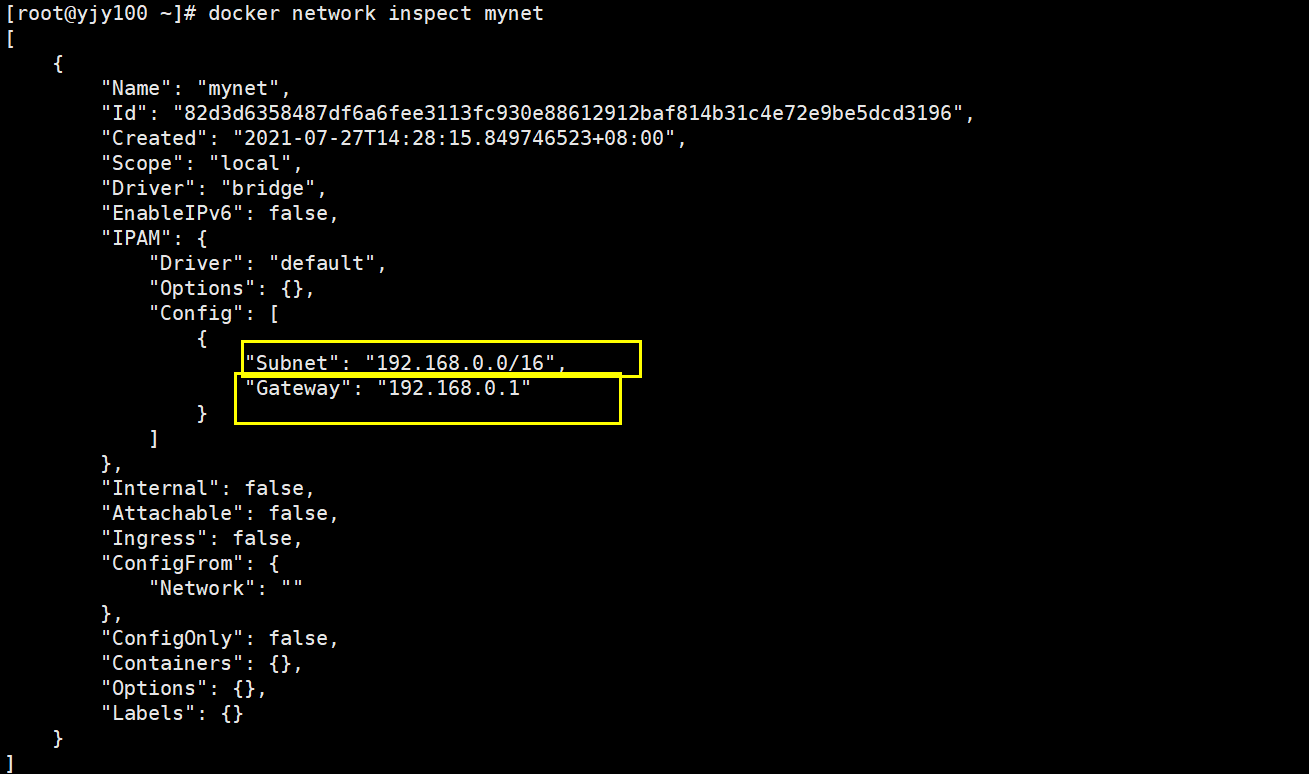 [root@yjy100 ~]# docker network inspect mynet
[
    {
        "Name": "mynet",
        "Id": "82d3d6358487df6a6fee3113fc930e88612912baf814b31c4e72e9be5dcd3196",
        "Created": "2021-07-27T14:28:15.849746523+08:00",
        "Scope": "local",
        "Driver": "bridge",
        "EnableIPv6": false,
        "IPAM": {
            "Driver": "default",
            "Options": {},
            "Config": [
                {
                    "Subnet": "192.168.0.0/16",
                    "Gateway": "192.168.0.1"
                }
            ]
        },
        "Internal": false,
        "Attachable": false,
        "Ingress": false,
        "ConfigFrom": {
            "Network": ""
        },
        "ConfigOnly": false,
        "Containers": {},
        "Options": {},
        "Labels": {}
    }
]